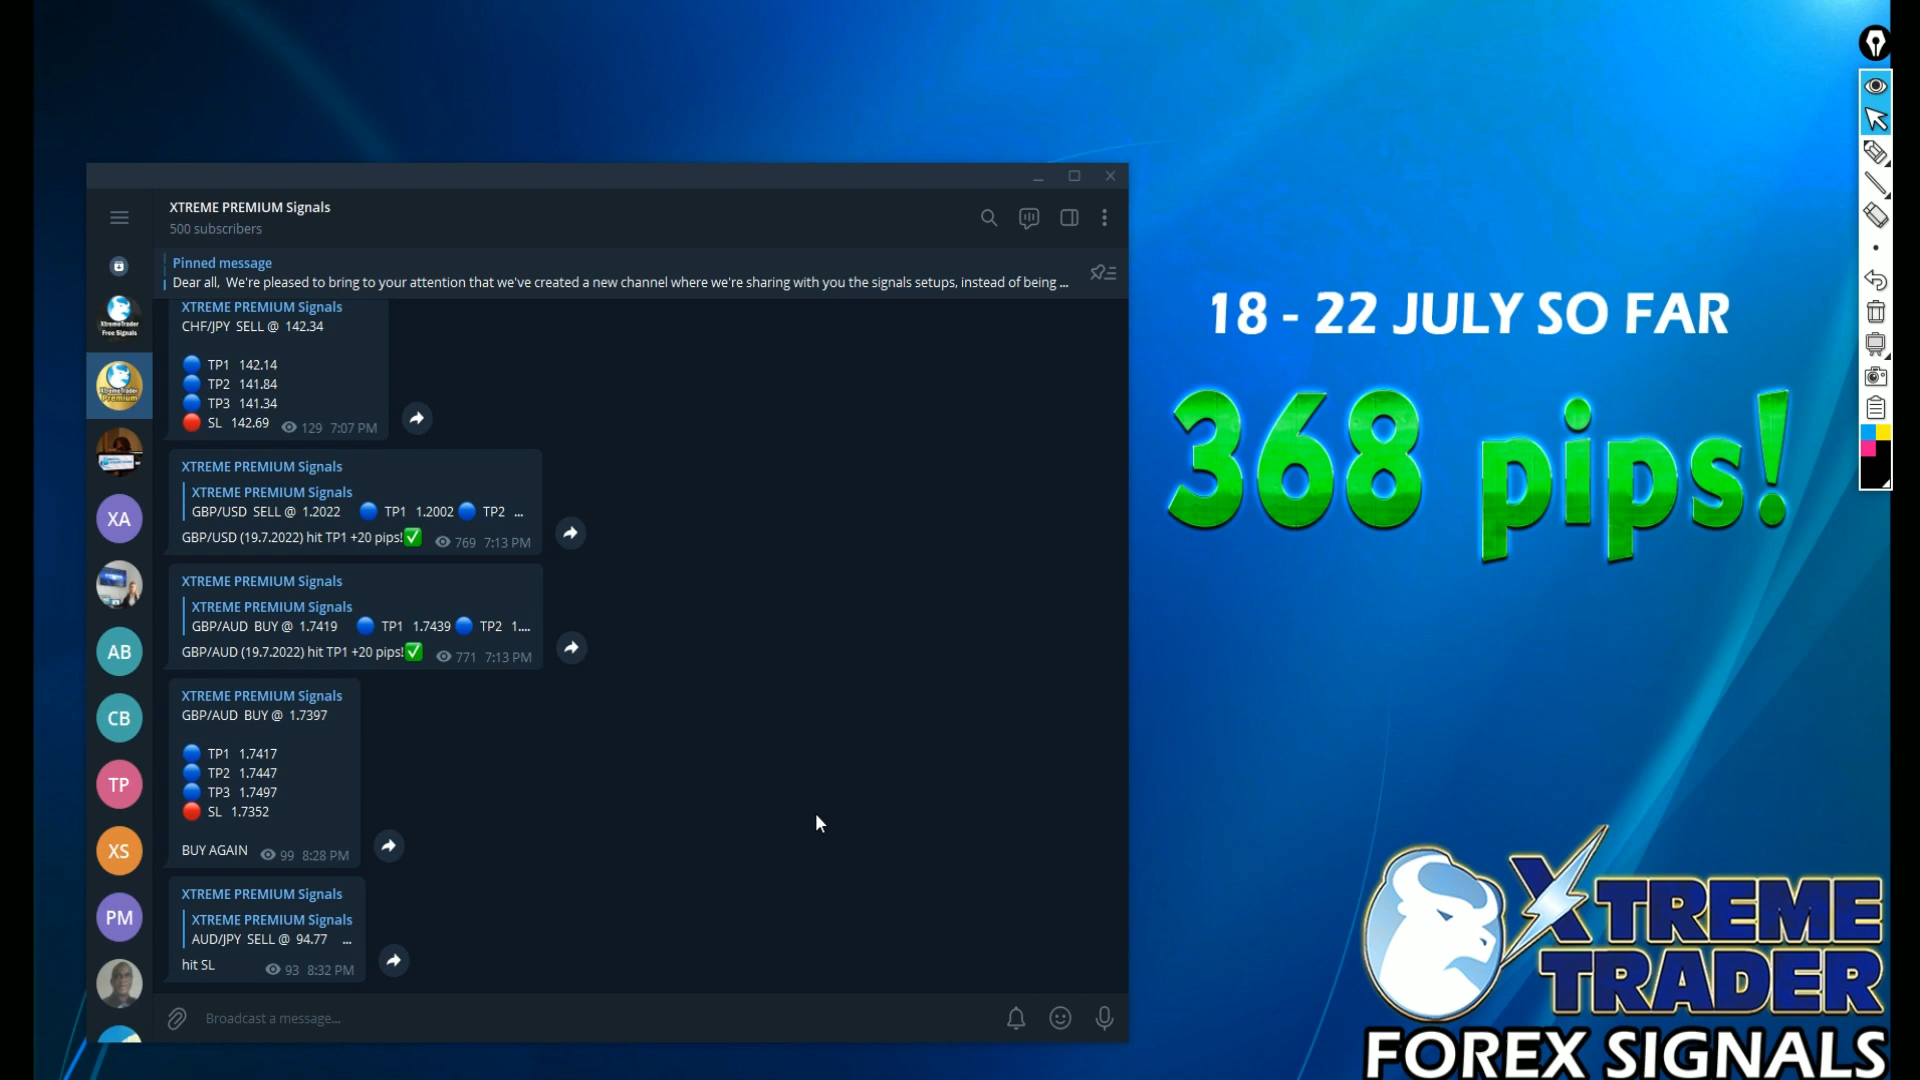 XTREME PREMIUM Signals
500 subscribers
Pinned message
Dear all,  We're pleased to bring to your attention that we've created a new channel where we're sharing with you the signals setups, instead of being ...
XTREME PREMIUM Signals
CHF/JPY  SELL @  142.34
🔵 TP1  142.14
🔵 TP2  141.84
🔵 TP3  141.34
🔴 SL  142.69
129  7:07 PM
XTREME PREMIUM Signals
XTREME PREMIUM Signals
GBP/USD  SELL @  1.2022  🔵 TP1  1.2002 🔵 TP2  ...
GBP/USD (19.7.2022) hit TP1 +20 pips!✅
769  7:13 PM
XTREME PREMIUM Signals
XTREME PREMIUM Signals
GBP/AUD  BUY @  1.7419  🔵 TP1  1.7439 🔵 TP2  1....
GBP/AUD (19.7.2022) hit TP1 +20 pips!✅
771  7:13 PM
XTREME PREMIUM Signals
GBP/AUD  BUY @  1.7397
🔵 TP1  1.7417
🔵 TP2  1.7447
🔵 TP3  1.7497
🔴 SL  1.7352
BUY AGAIN
99  8:28 PM
XTREME PREMIUM Signals
XTREME PREMIUM Signals
AUD/JPY  SELL @  94.77  ...
hit SL
93  8:32 PM
Broadcast a message...
XtremeTrader
Free Signals
XtremeTrader
Premium
XA
AB
CB
TP
XS
PM
18 - 22 JULY SO FAR
368 pips!
XTREME
TRADER
FOREX SIGNALS